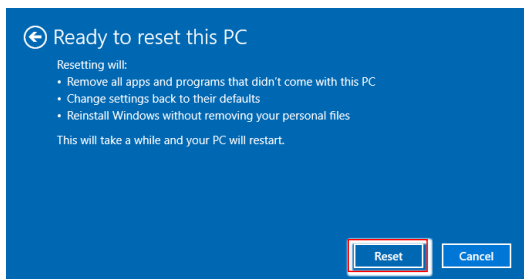 Ready to reset this PC
Resetting will:
• Remove all apps and programs that didn't come with this PC
• Change settings back to their defaults
• Reinstall Windows without removing your personal files
This will take a while and your PC will restart.
Reset Cancel